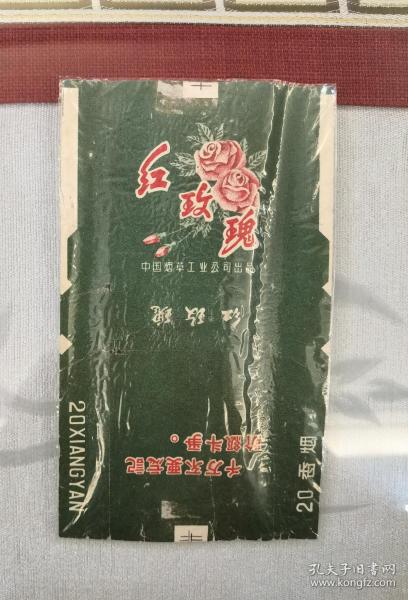 红玫瑰
中国烟草工业公司出品
红玫瑰
千万不要忘記
阶級斗争。
20XIANGYAN
20香烟
孔夫子旧书网
www.kongfz.com